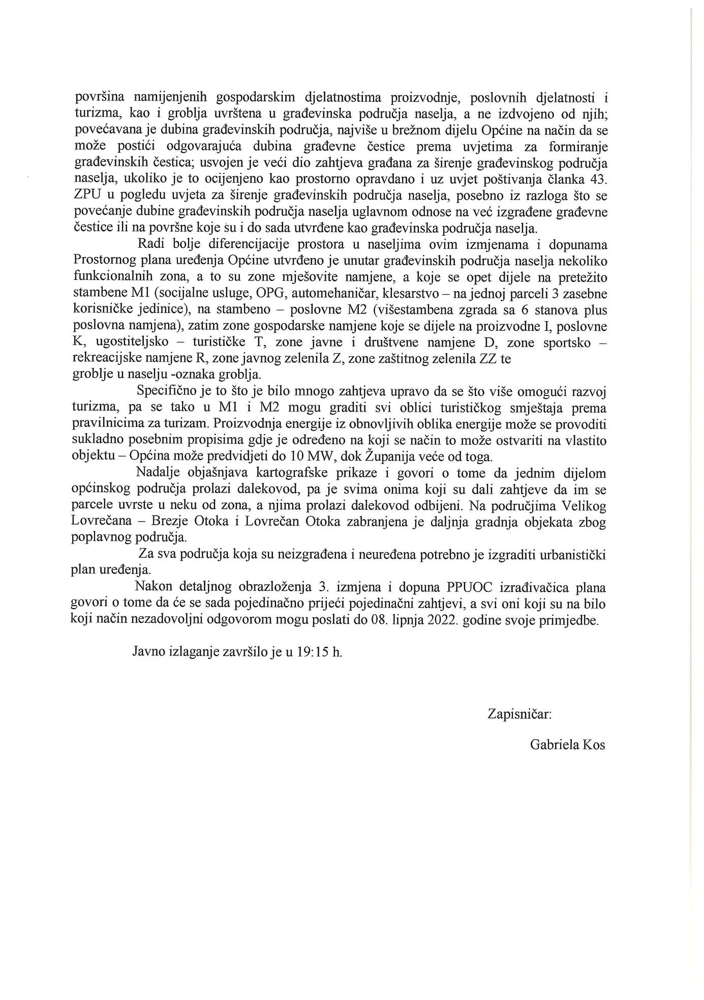 površina namijenjenih gospodarskim djelatnostima proizvodnje, poslovnih djelatnosti i
turizma, kao i groblja uvrštena u građevinska područja naselja, a ne izdvojeno od njih;
povećavana je dubina građevinskih područja, najviše u brežnom dijelu Općine na način da se
može postići odgovarajuća dubina građevne čestice prema uvjetima za formiranje
građevinskih čestica; usvojen je veći dio zahtjeva građana za širenje građevinskog područja
naselja, ukoliko je to ocijenjeno kao prostorno opravdano i uz uvjet poštivanja članka 43.
ZPU u pogledu uvjeta za širenje građevinskih područja naselja, posebno iz razloga što se
povećanje dubine građevinskih područja naselja uglavnom odnose na već izgrađene građevne
čestice ili na površne koje su i do sada utvrđene kao građevinska područja naselja.
Radi bolje diferencijacije prostora u naseljima ovim izmjenama i dopunama
Prostornog plana uređenja Općine utvrđeno je unutar građevinskih područja naselja nekoliko
funkcionalnih zona, a to su zone mješovite namjene, a koje se opet dijele na pretežito
stambene M1 (socijalne usluge, OPG, automehaničar, klesarstvo – na jednoj parceli 3 zasebne
korisničke jedinice), na stambeno – poslovne M2 (višestambena zgrada sa 6 stanova plus
poslovna namjena), zatim zone gospodarske namjene koje se dijele na proizvodne I, poslovne
K, ugostiteljsko – turističke T, zone javne i društvene namjene D, zone sportsko –
rekreacijske namjene R, zone javnog zelenila Z, zone zaštitnog zelenila ZZ te
groblje u naselju -oznaka groblja.
Specifično je to što je bilo mnogo zahtjeva upravo da se što više omogući razvoj
turizma, pa se tako u M1 i M2 mogu graditi svi oblici turističkog smještaja prema
pravilnicima za turizam. Proizvodnja energije iz obnovljivih oblika energije može se provoditi
sukladno posebnim propisima gdje je određeno na koji se način to može ostvariti na vlastito
objektu – Općina može predvidjeti do 10 MW, dok Županija veće od toga.
Nadalje objašnjava kartografske prikaze i govori o tome da jednim dijelom
općinskog područja prolazi dalekovod, pa je svima onima koji su dali zahtjeve da im se
parcele uvrste u neku od zona, a njima prolazi dalekovod odbijeni. Na područjima Velikog
Lovrečana – Brezje Otoka i Lovrečan Otoka zabranjena je daljnja gradnja objekata zbog
poplavnog područja.
Za sva područja koja su neizgrađena i neuređena potrebno je izgraditi urbanistički
plan uređenja.
Nakon detaljnog obrazloženja 3. izmjena i dopuna PPUOC izrađivačica plana
govori o tome da će se sada pojedinačno prijeći pojedinačni zahtjevi, a svi oni koji su na bilo
koji način nezadovoljni odgovorom mogu poslati do 08. lipnja 2022. godine svoje primjedbe.
Javno izlaganje završilo je u 19:15 h.
Zapisničar:
Gabriela Kos